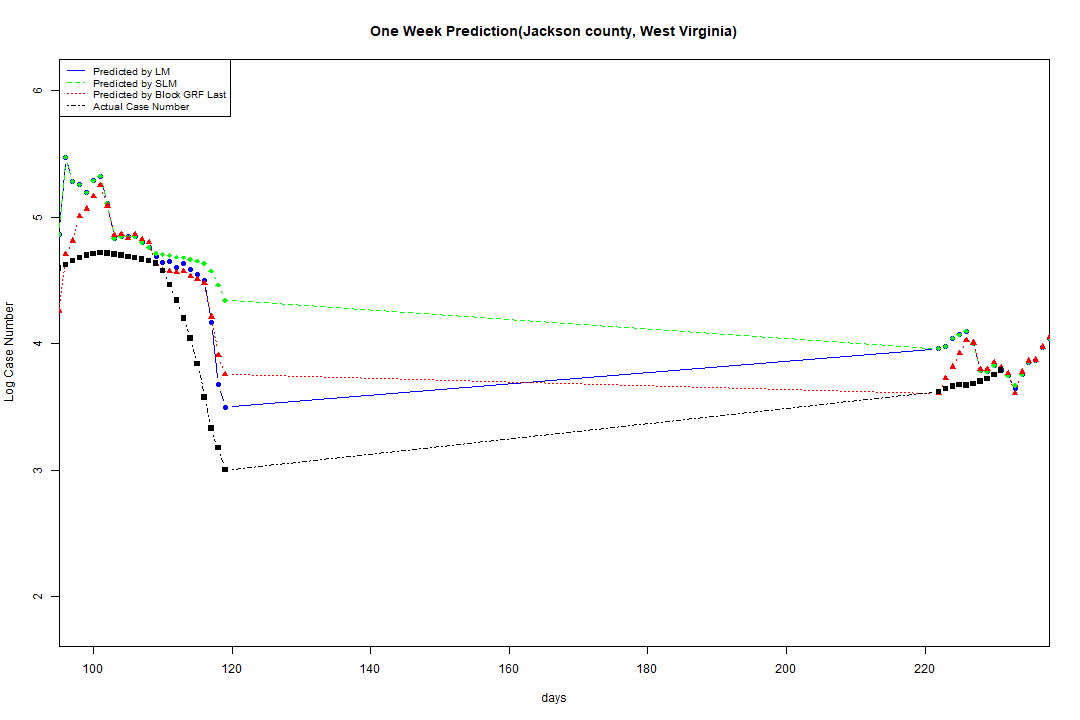 One Week Prediction(Jackson county, West Virginia)
Predicted by LM
Predicted by SLM
Predicted by Block GRF Last
Actual Case Number
6
5
4
3
2
Log Case Number
100 120 140 160 180 200 220
days